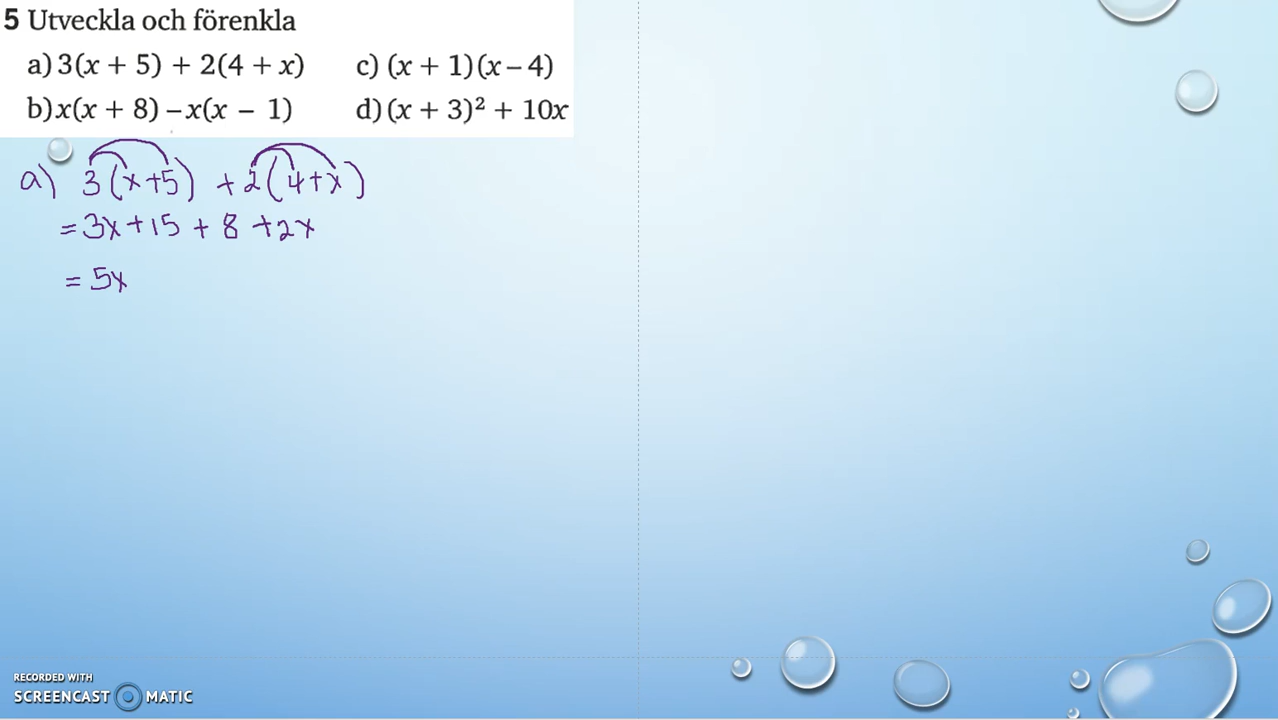 5 Utveckla och förenkla
a) 3(x + 5) + 2(4 + x) c) (x + 1)(x – 4)
b) x(x + 8) – x(x – 1) d) (x + 3)² + 10x
a) 3(x+5) +2(4+x)
=3x+15 + 8 +2x
= 5x
RECORDED WITH
SCREENCAST MATIC